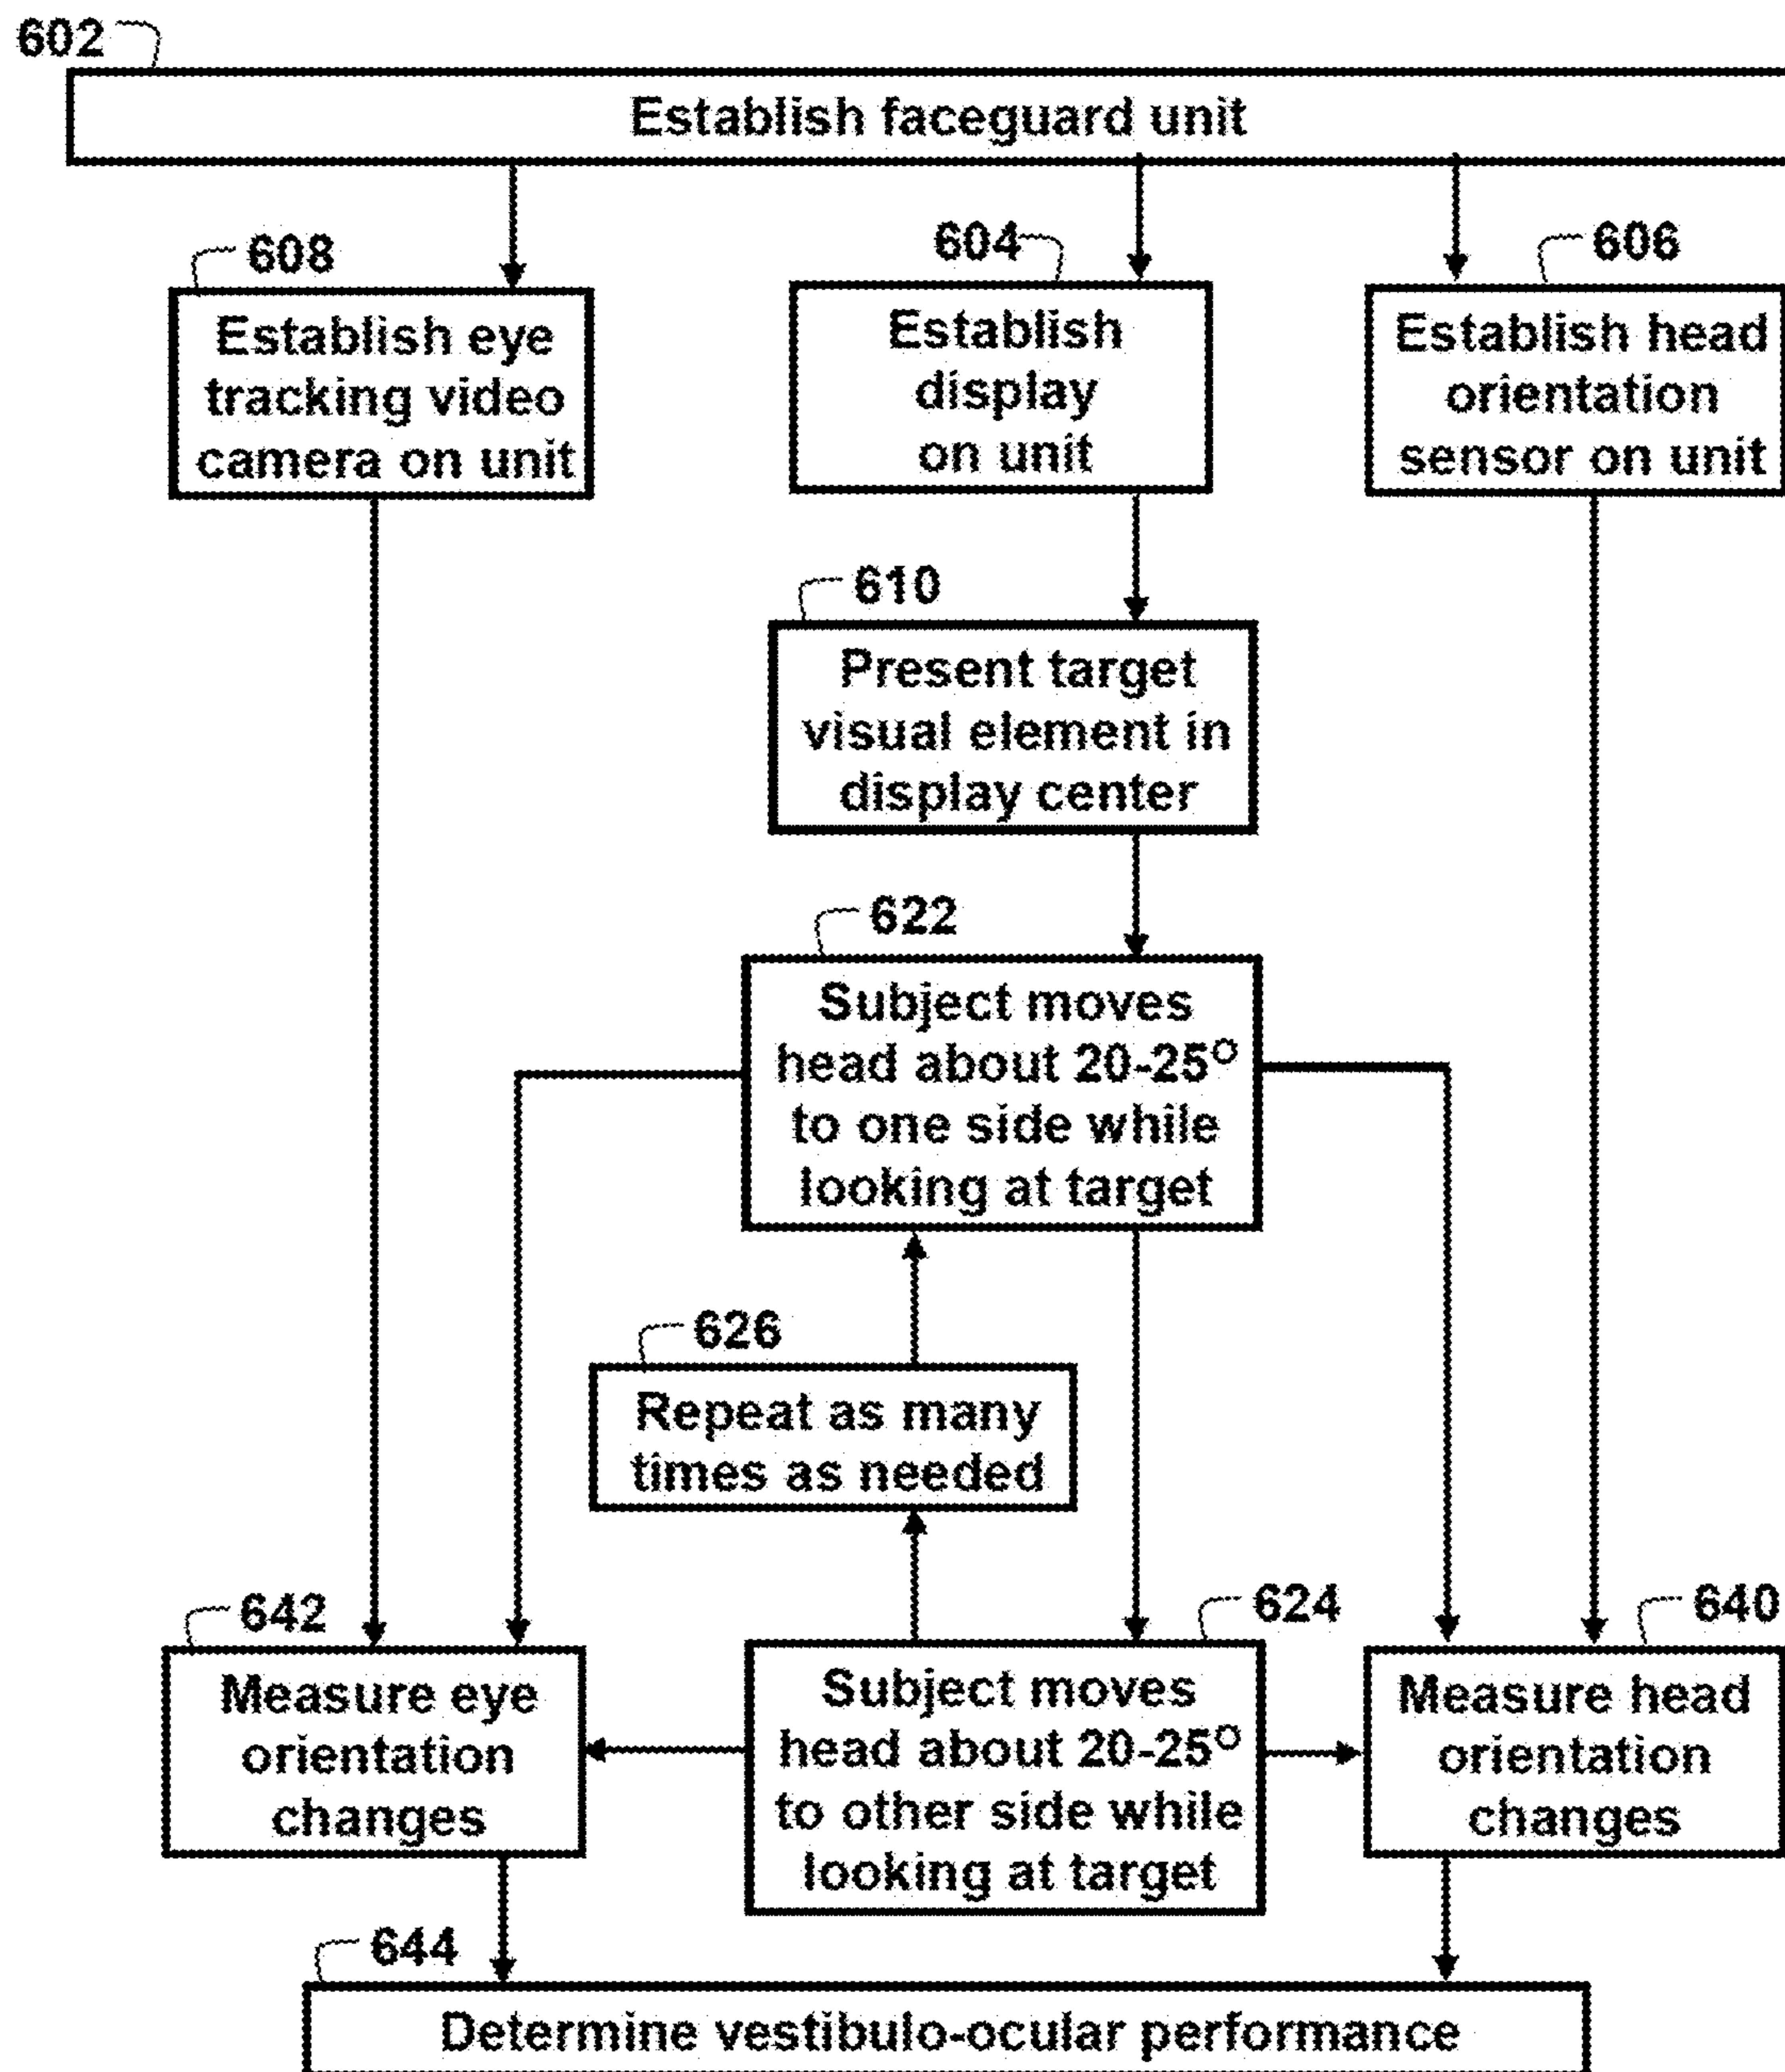 602
Establish faceguard unit
608
604
606
Establish eye
tracking video
camera on unit
Establish
display
on unit
Establish head
orientation
sensor on unit
610
Present target
visual element in
display center
622
Subject moves
head about 20-25°
to one side while
looking at target
626
Repeat as many
times as needed
642
624
640
Measure eye
orientation
changes
Subject moves
head about 20-25°
to other side while
looking at target
Measure head
orientation
changes
644
Determine vestibulo-ocular performance